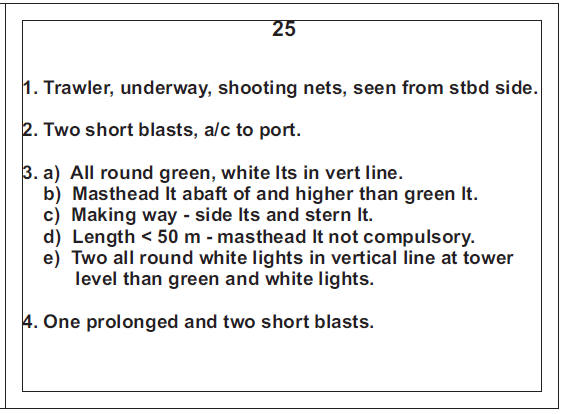 25
1. Trawler, underway, shooting nets, seen from stbd side.
2. Two short blasts, a/c to port.
3. a) All round green, white lts in vert line.
b) Masthead lt abaft of and higher than green lt.
c) Making way - side lts and stern lt.
d) Length < 50 m - masthead lt not compulsory.
e) Two all round white lights in vertical line at tower
level than green and white lights.
4. One prolonged and two short blasts.